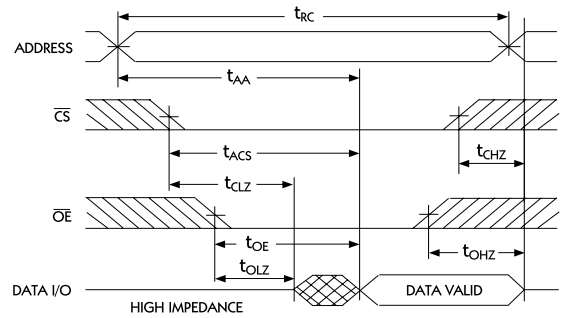 tRC
ADDRESS
tAA
CS
tACS
tCHZ
tCLZ
OE
tOE
tOHZ
tOLZ
DATA I/O
DATA VALID
HIGH IMPEDANCE